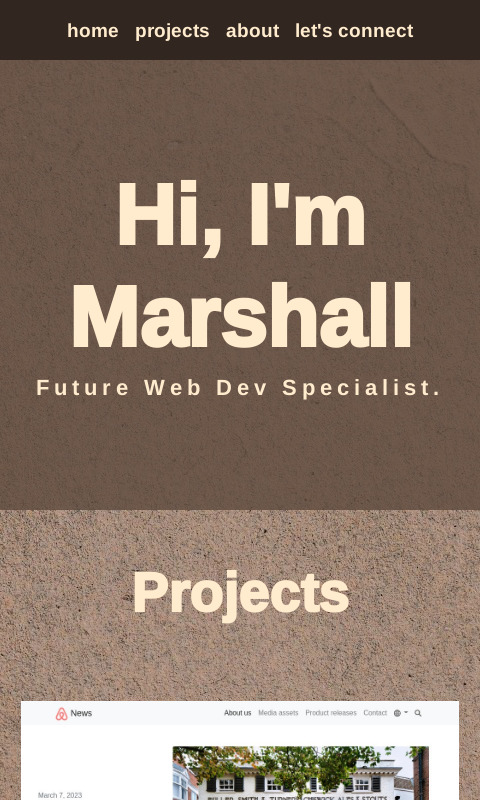 home projects about let's connect
Hi, I'm
Marshall
Future Web Dev Specialist.
Projects
News About us Media assets Product releases Contact
March 7, 2023